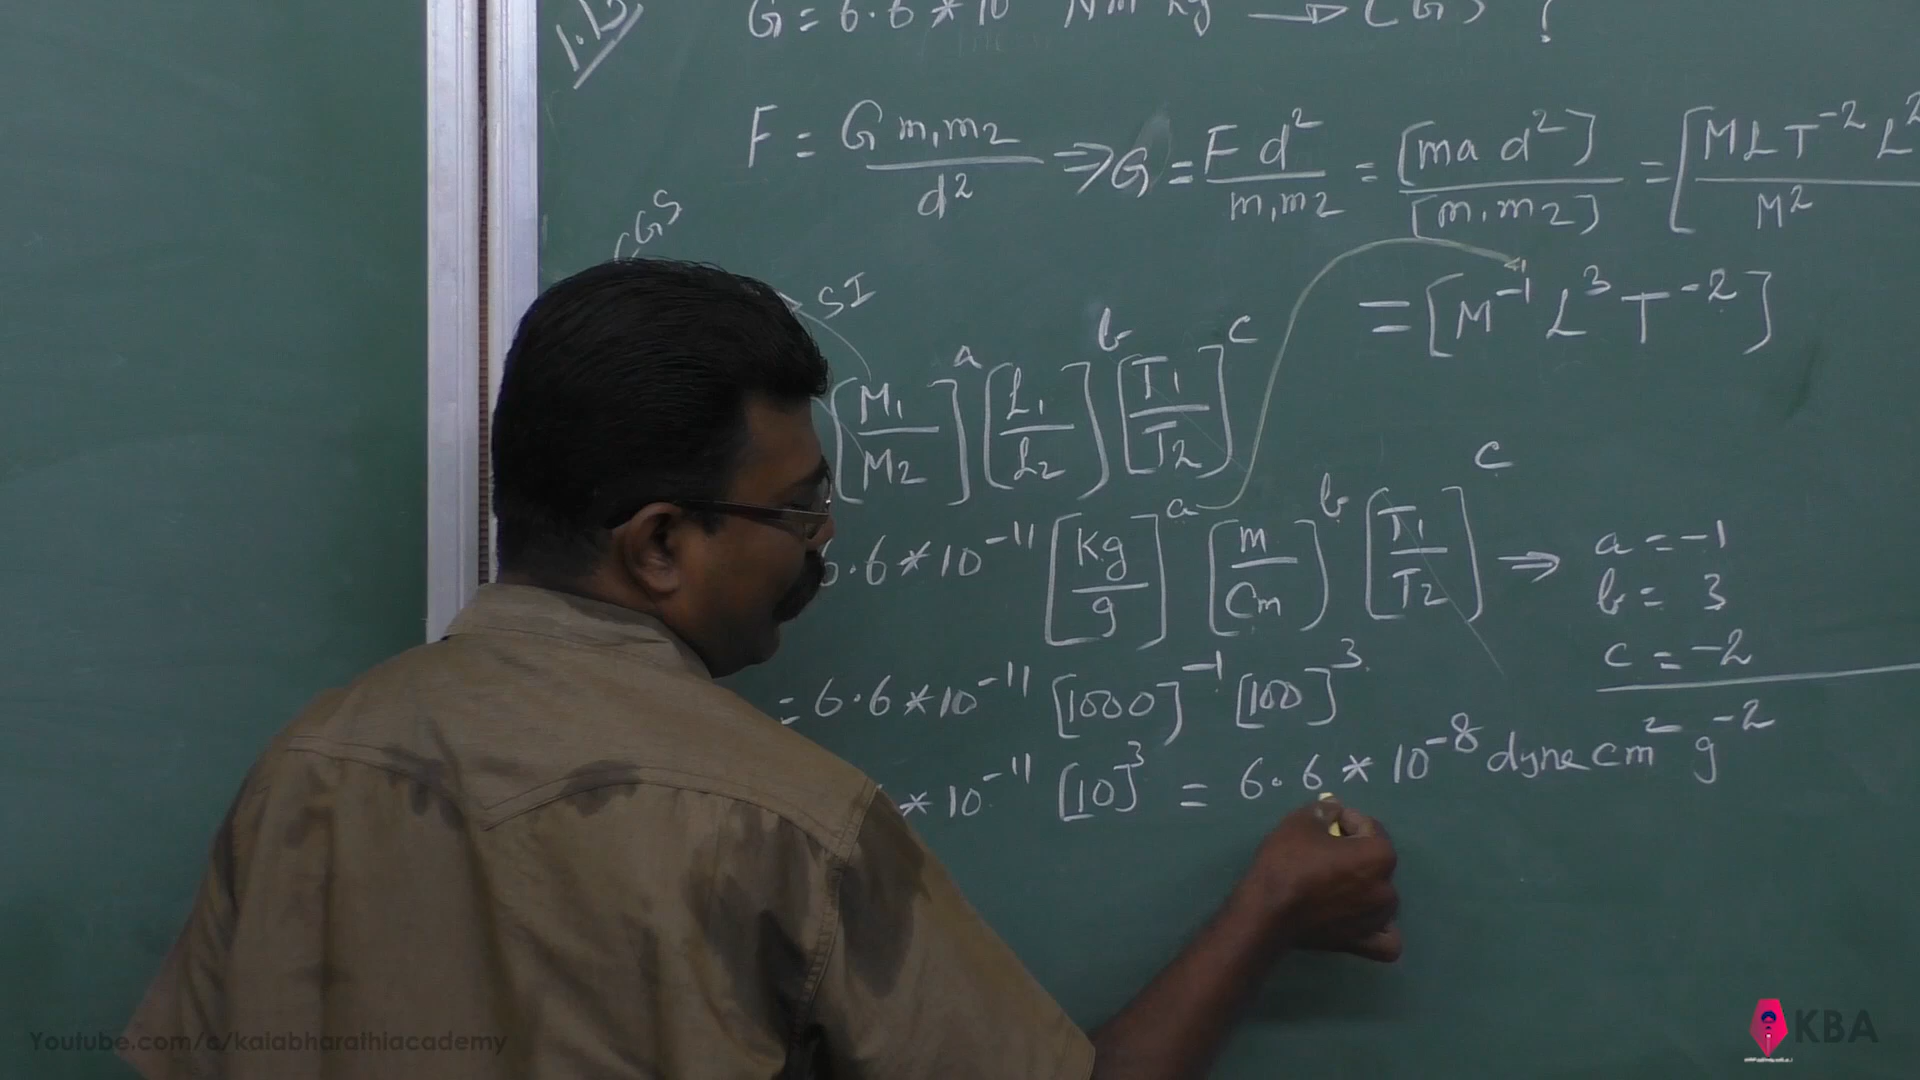 1.13 G = 6.6 * 10 Nm kg → CGS ?
F = G m₁m₂ / d² ⇒ G = F d² / m₁m₂ = [ma d²] / [m₁m₂] = [MLT⁻² L² / M²
CGS
SI
= [M⁻¹ L³ T⁻²]
[M₁ / M₂]ᵃ [L₁ / L₂]ᵇ [T₁ / T₂]ᶜ
6.6 * 10⁻¹¹ [Kg / g]ᵃ [m / Cm]ᵇ [T₁ / T₂]ᶜ ⇒ a = -1
b = 3
c = -2
= 6.6 * 10⁻¹¹ [1000]⁻¹ [100]³
* 10⁻¹¹ [10]³ = 6.6 * 10⁻⁸ dyne cm² g⁻²
Youtube.com/c/kalabharathiacademy
KBA